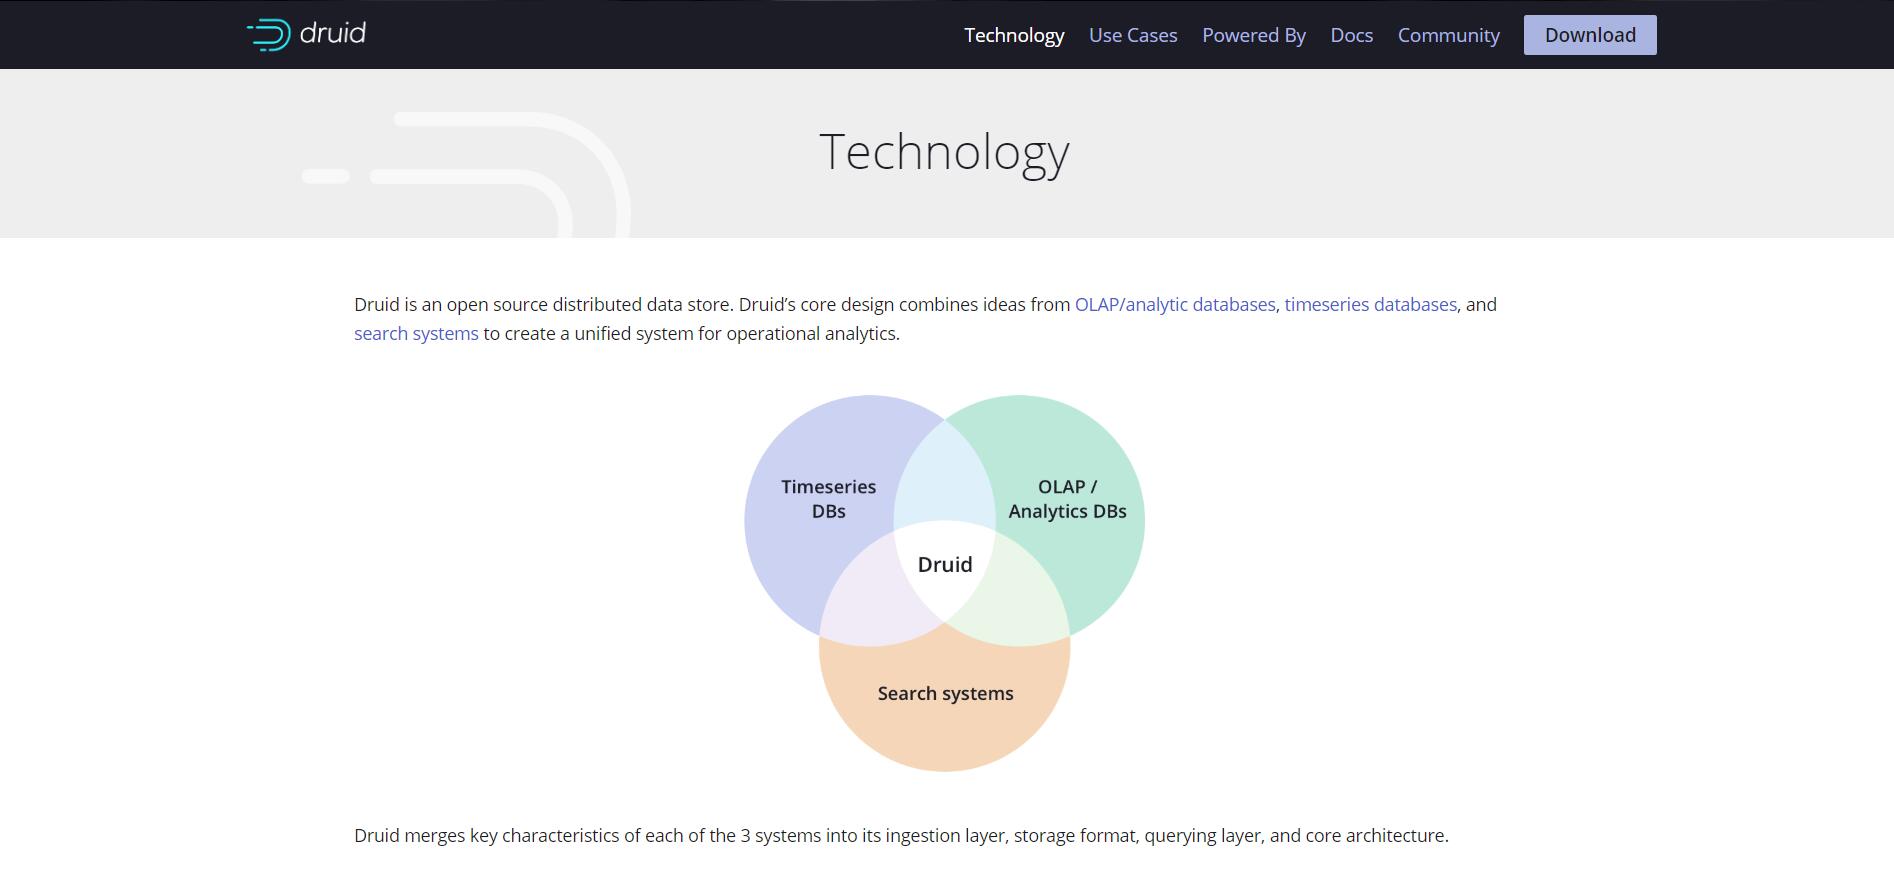 druid
Technology
Use Cases
Powered By
Docs
Community
Download
Technology
Druid is an open source distributed data store. Druid’s core design combines ideas from OLAP/analytic databases, timeseries databases, and
search systems to create a unified system for operational analytics.
Timeseries
DBs
OLAP /
Analytics DBs
Druid
Search systems
Druid merges key characteristics of each of the 3 systems into its ingestion layer, storage format, querying layer, and core architecture.